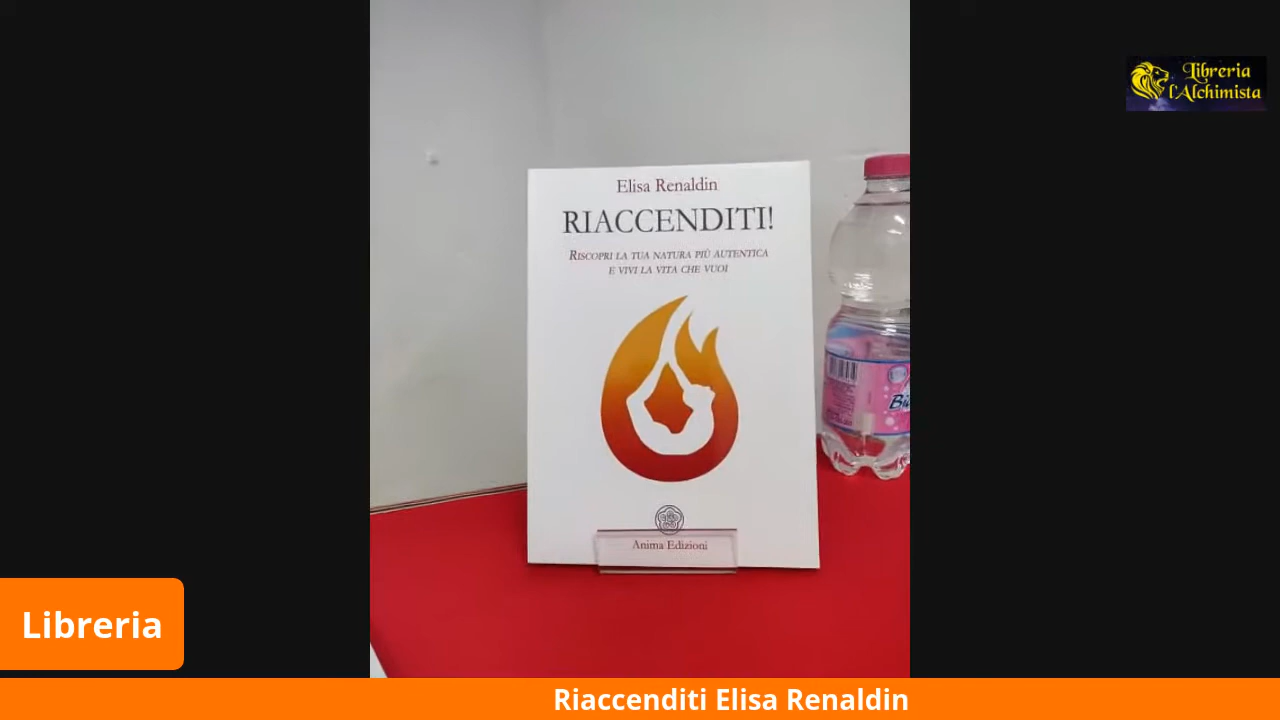 Libreria
l'Alchimista
Elisa Renaldin
RIACCENDITI!
RISCOPRI LA TUA NATURA PIÙ AUTENTICA
E VIVI LA VITA CHE VUOI
Anima Edizioni
Libreria
Riaccenditi Elisa Renaldin